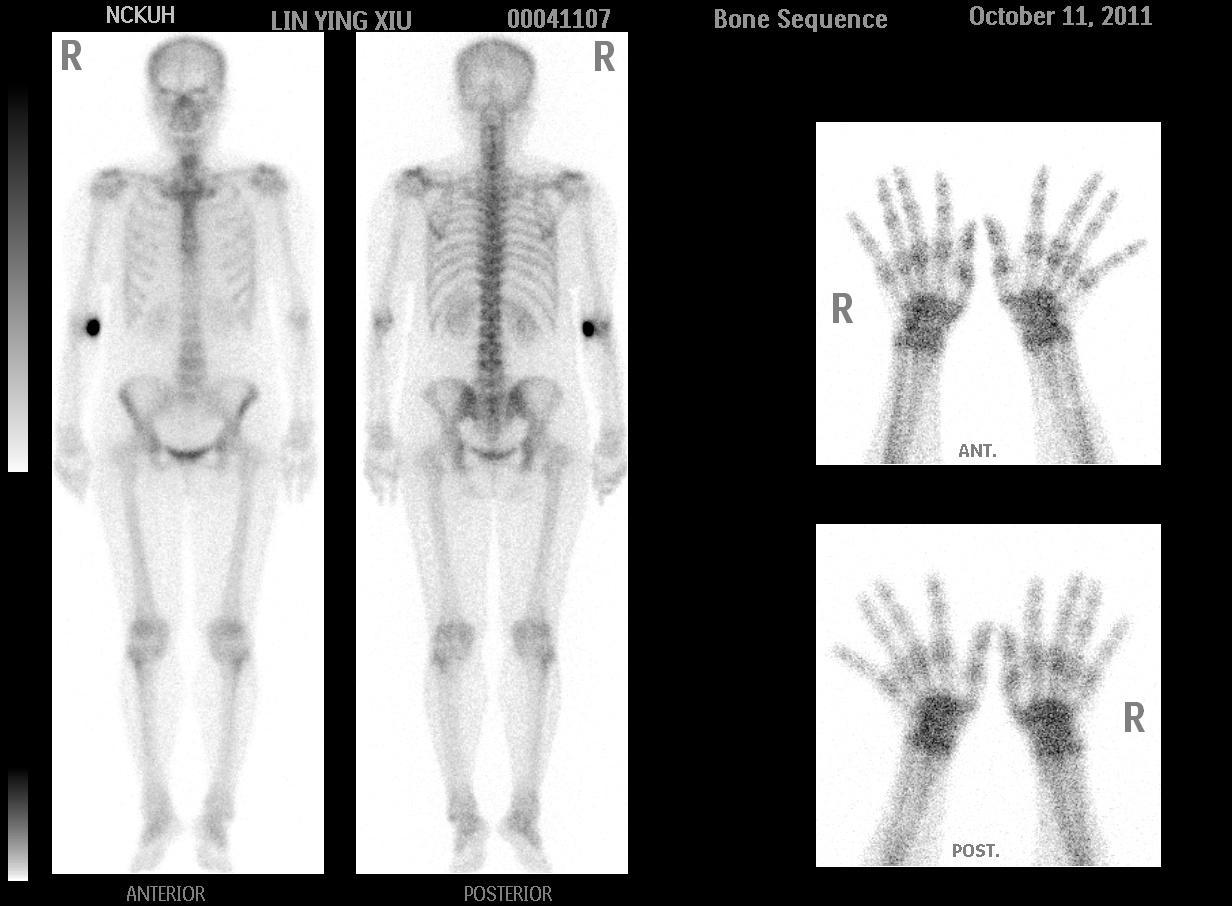 NCKUH LIN YING XIU 00041107 Bone Sequence October 11, 2011
R
R
R
ANT.
R
POST.
ANTERIOR POSTERIOR